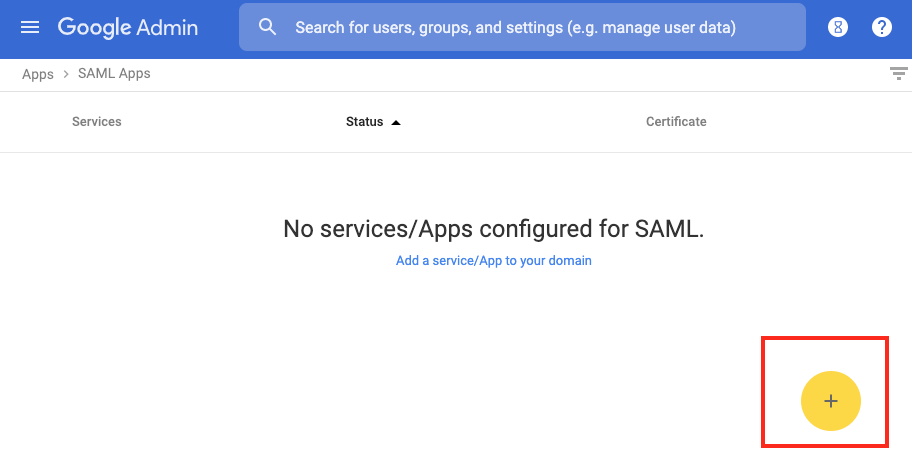 Google Admin
Search for users, groups, and settings (e.g. manage user data)
Apps > SAML Apps
Services
Status
Certificate
No services/Apps configured for SAML.
Add a service/App to your domain
+